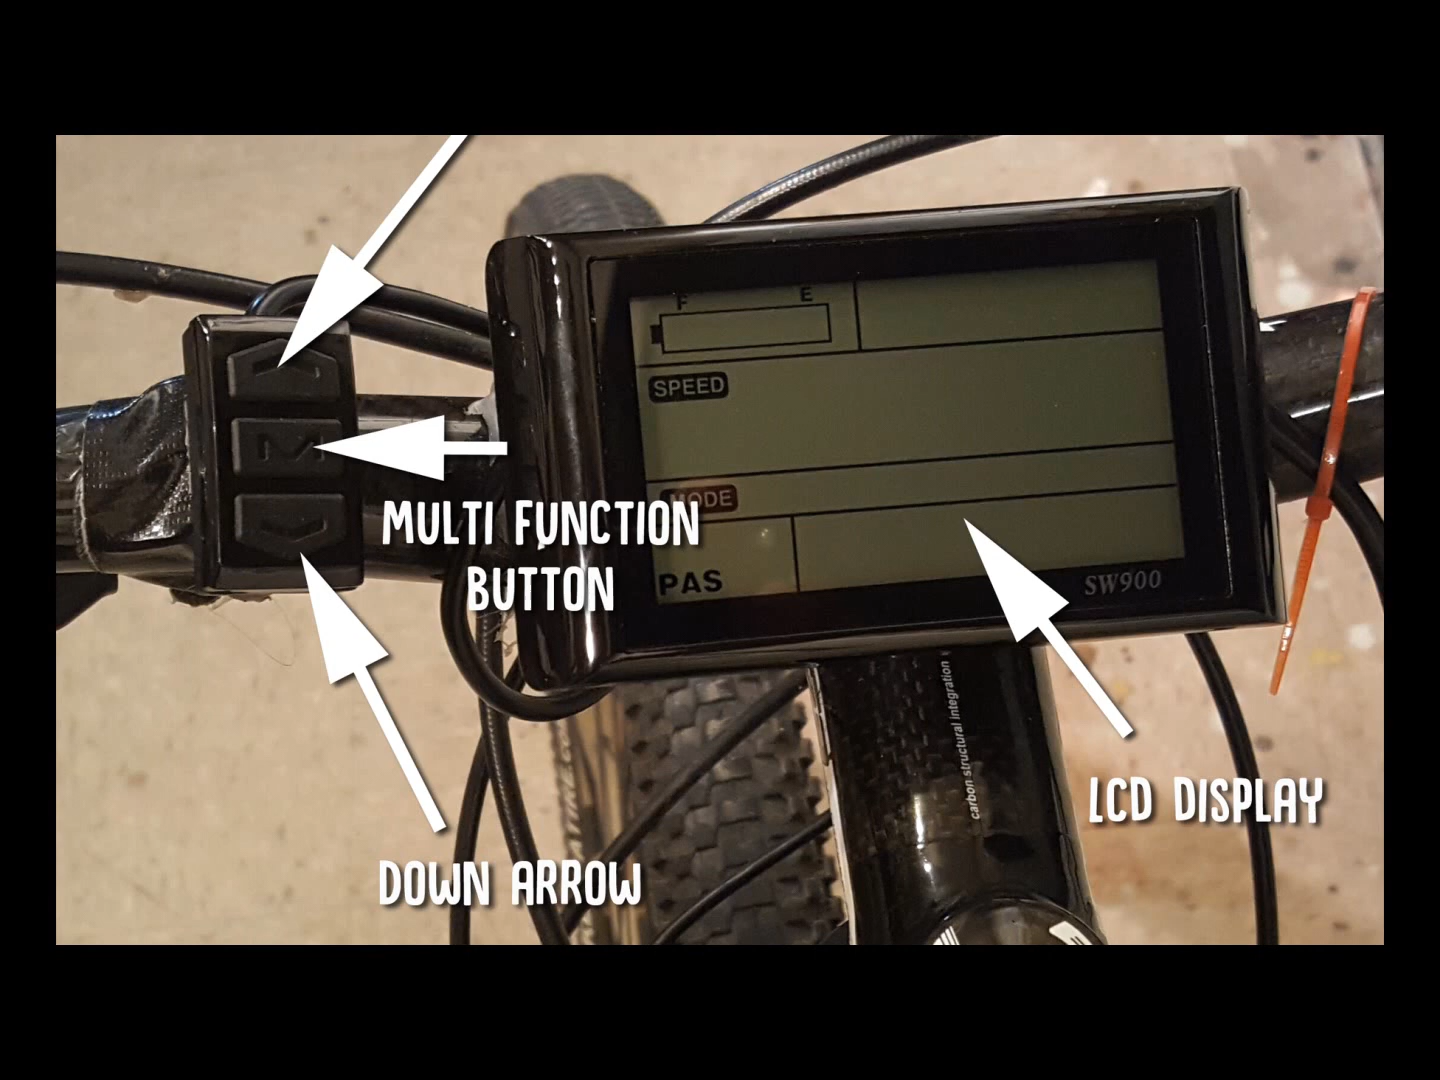 F E
SPEED
MODE
PAS
SW900
M
MULTI FUNCTION
BUTTON
carbon structural integration
LCD DISPLAY
DOWN ARROW